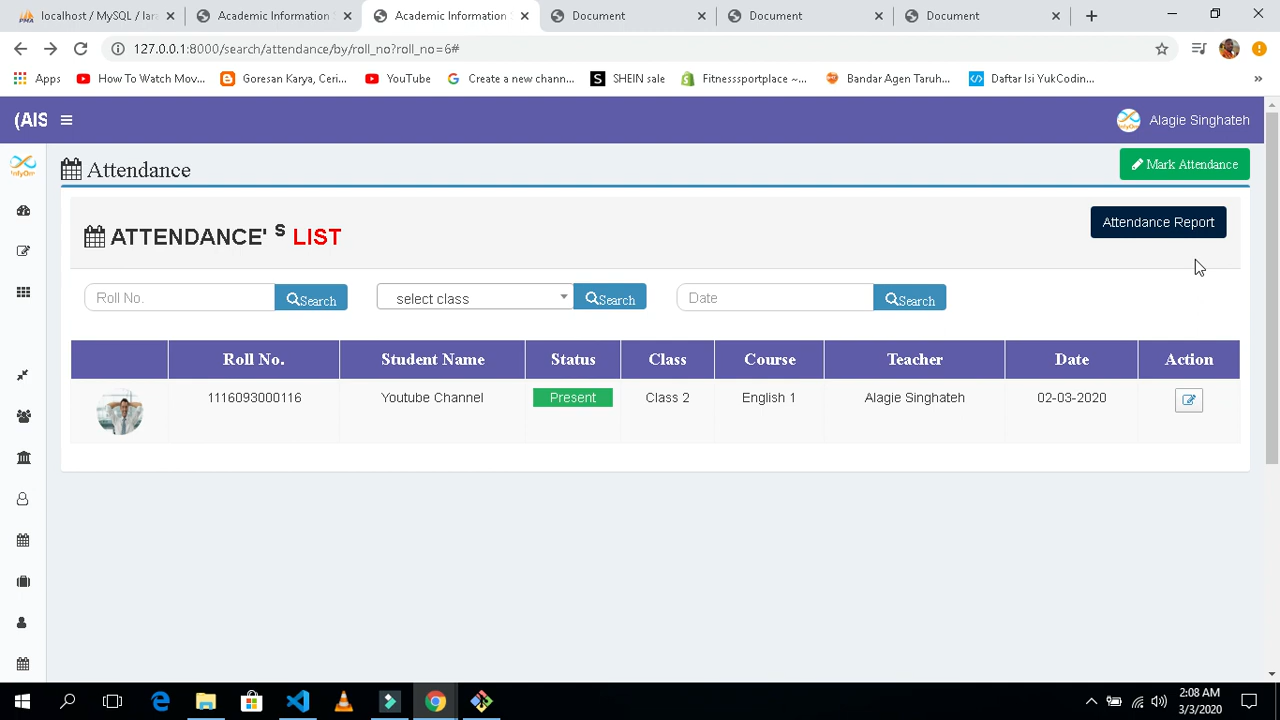 localhost / MySQL / lar
Academic Information
Academic Information
Document
Document
Document
127.0.0.1:8000/search/attendance/by/roll_no?roll_no=6#
Apps
How To Watch Mov...
Goresan Karya, Ceri...
YouTube
Create a new chann...
SHEIN sale
Fitnesssportplace ~...
Bandar Agen Taruh...
Daftar Isi YukCodin...
»
(AIS
Alagie Singhateh
Attendance
Mark Attendance
ATTENDANCE' S LIST
Attendance Report
Roll No.
Search
select class
Search
Date
Search
Roll No. Student Name Status Class Course Teacher Date Action
1116093000116 Youtube Channel Present Class 2 English 1 Alagie Singhateh 02-03-2020
2:08 AM
3/3/2020